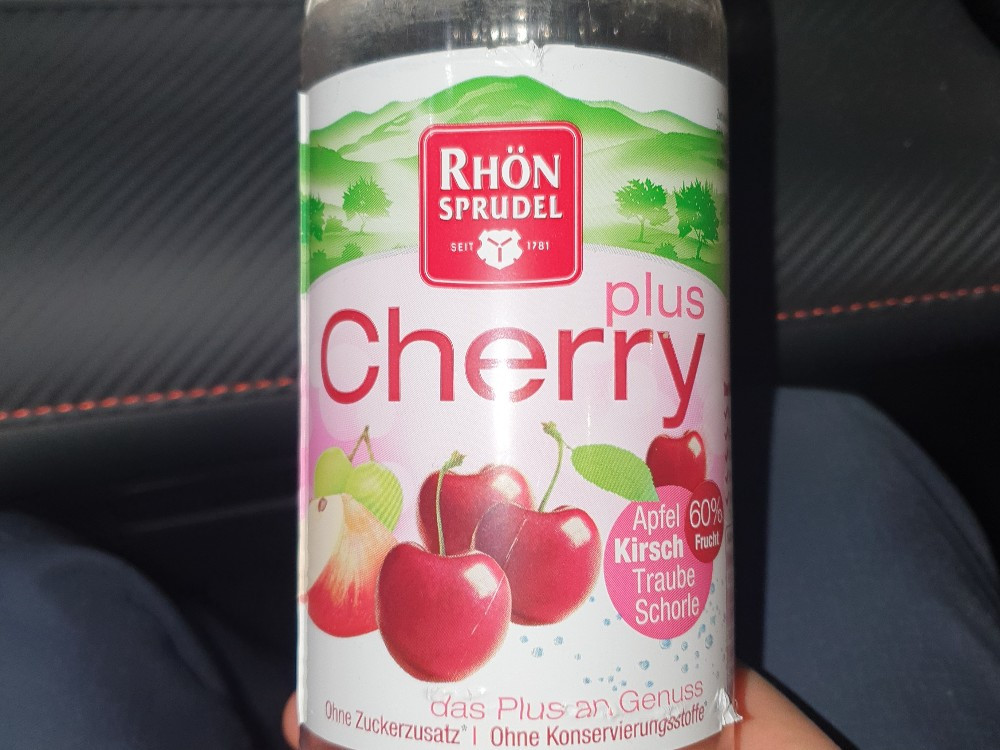 RHÖN
SPRUDEL
SEIT 1781
plus
Cherry
60%
Frucht
Apfel
Kirsch
Traube
Schorle
das Plus an Genuss
Ohne Zuckerzusatz* | Ohne Konservierungsstoffe*